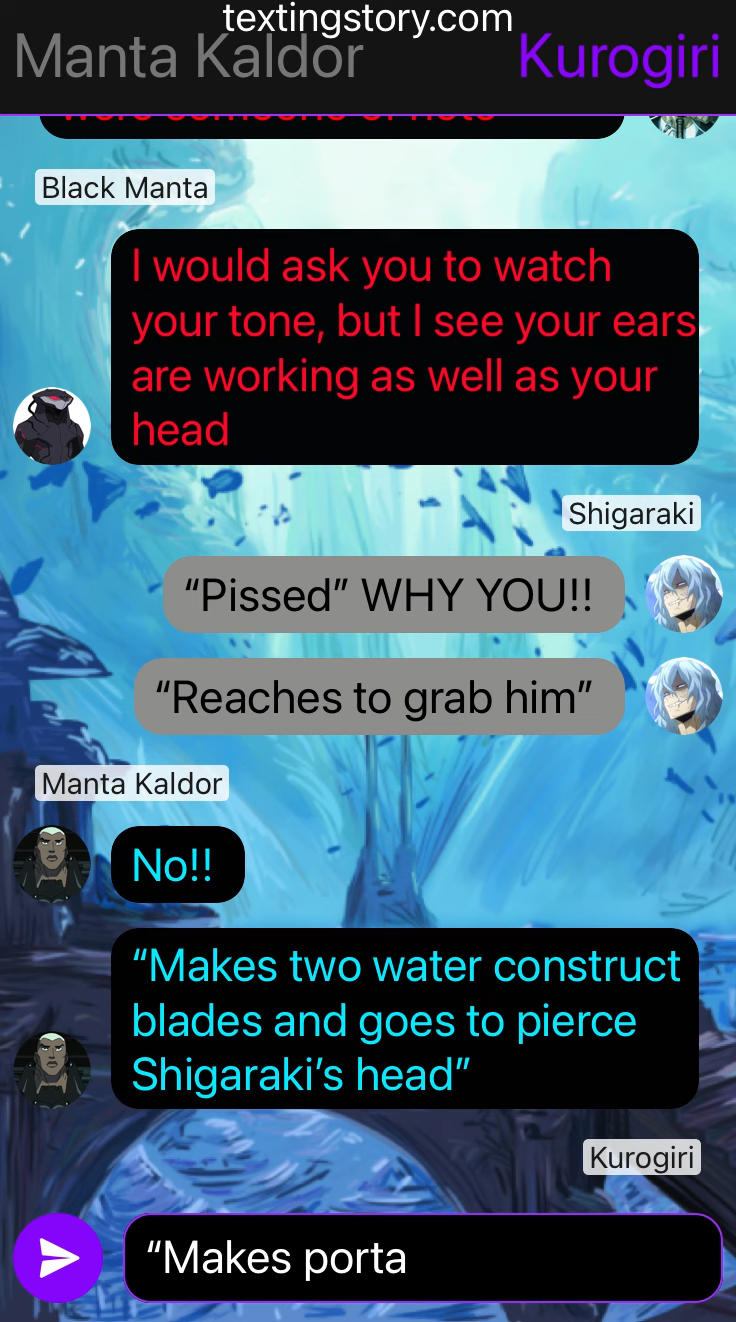 textingstory.com
Manta Kaldor Kurogiri
Black Manta
I would ask you to watch
your tone, but I see your ears
are working as well as your
head
Shigaraki
“Pissed” WHY YOU!!
“Reaches to grab him”
Manta Kaldor
No!!
“Makes two water construct
blades and goes to pierce
Shigaraki’s head”
Kurogiri
“Makes porta